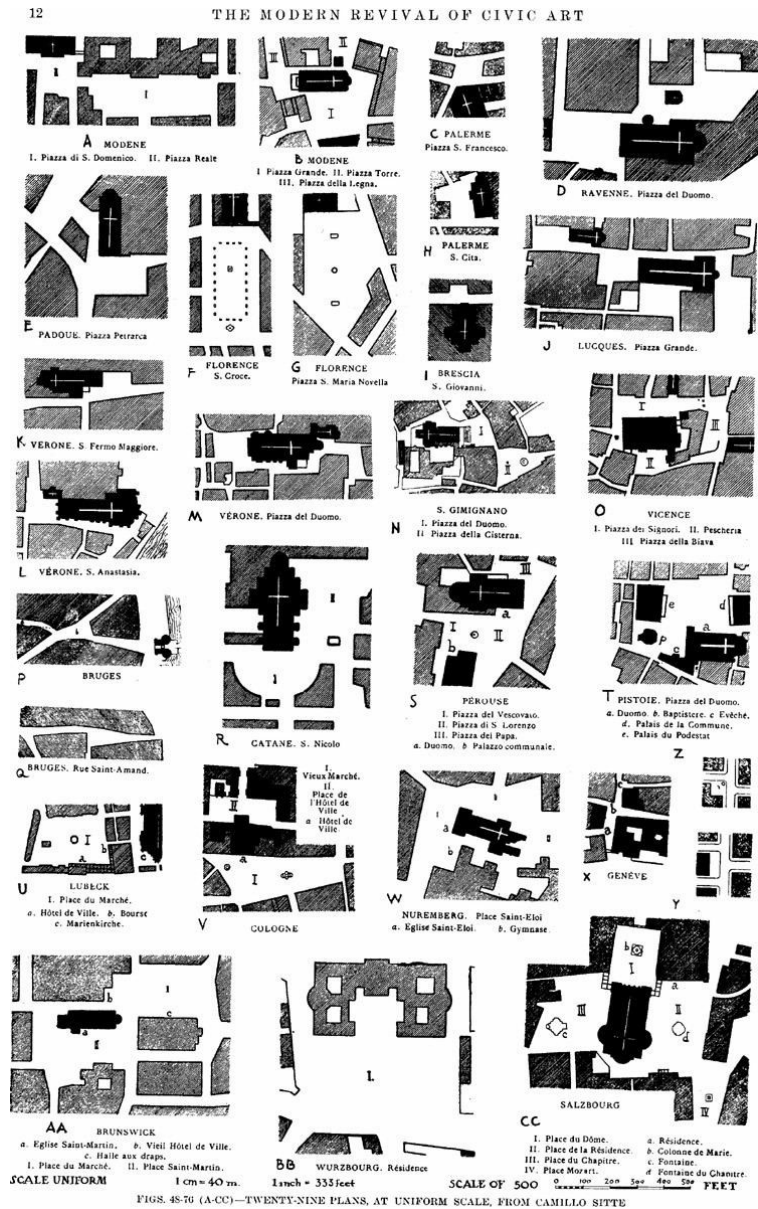 12 THE MODERN REVIVAL OF CIVIC ART
A MODENE
I. Piazza di S. Domenico. II. Piazza Reale
B MODENE
I Piazza Grande. II. Piazza Torre.
III. Piazza della Legna.
C PALERME
Piazza S. Francesco.
D RAVENNE. Piazza del Duomo.
E PADOUE. Piazza Petrarca
F FLORENCE
S. Croce.
G FLORENCE
Piazza S. Maria Novella
H PALERME
S. Cita.
I BRESCIA
S. Giovanni.
J LUCQUES. Piazza Grande.
K VÉRONE. S. Fermo Maggiore.
L VÉRONE. S. Anastasia.
M VÉRONE. Piazza del Duomo.
N S. GIMIGNANO
I. Piazza del Duomo.
II Piazza della Cisterna.
O VICENCE
I. Piazza dei Signori. II. Pescheria
III Piazza della Biava
P BRUGES
Q BRUGES. Rue Saint-Amand.
R CATANE. S. Nicolo
S PÉROUSE
I. Piazza del Vescovato.
II Piazza di S. Lorenzo
III. Piazza del Papa.
a. Duomo. b Palazzo communale.
T PISTOIE. Piazza del Duomo.
a. Duomo. b. Baptistère. c Evêché.
d. Palais de la Commune.
e. Palais du Podestat
U LUBECK
I. Place du Marché.
a. Hôtel de Ville. b. Bourse
c. Marienkirche.
I.
Vieux Marché.
II.
Place de
l'Hôtel de
Ville
a Hôtel de
Ville
V COLOGNE
W NUREMBERG. Place Saint-Eloi
a. Eglise Saint-Eloi. b. Gymnase.
X GENÉVE
Z
Y
AA BRUNSWICK
a. Eglise Saint-Martin. b. Vieil Hôtel de Ville.
c. Halle aux draps.
I. Place du Marché. II. Place Saint-Martin.
BB WURZBOURG. Résidence
CC SALZBOURG
I. Place du Dôme. a. Résidence.
II. Place de la Résidence. b. Colonne de Marie.
III. Place du Chapitre. c. Fontaine.
IV. Place Mozart. d Fontaine du Chapitre.
SCALE UNIFORM 1 cm = 40 m. 1 inch = 333 feet SCALE OF 500 0 100 200 300 400 500 FEET
FIGS. 48-76 (A-CC)—TWENTY-NINE PLANS, AT UNIFORM SCALE, FROM CAMILLO SITTE